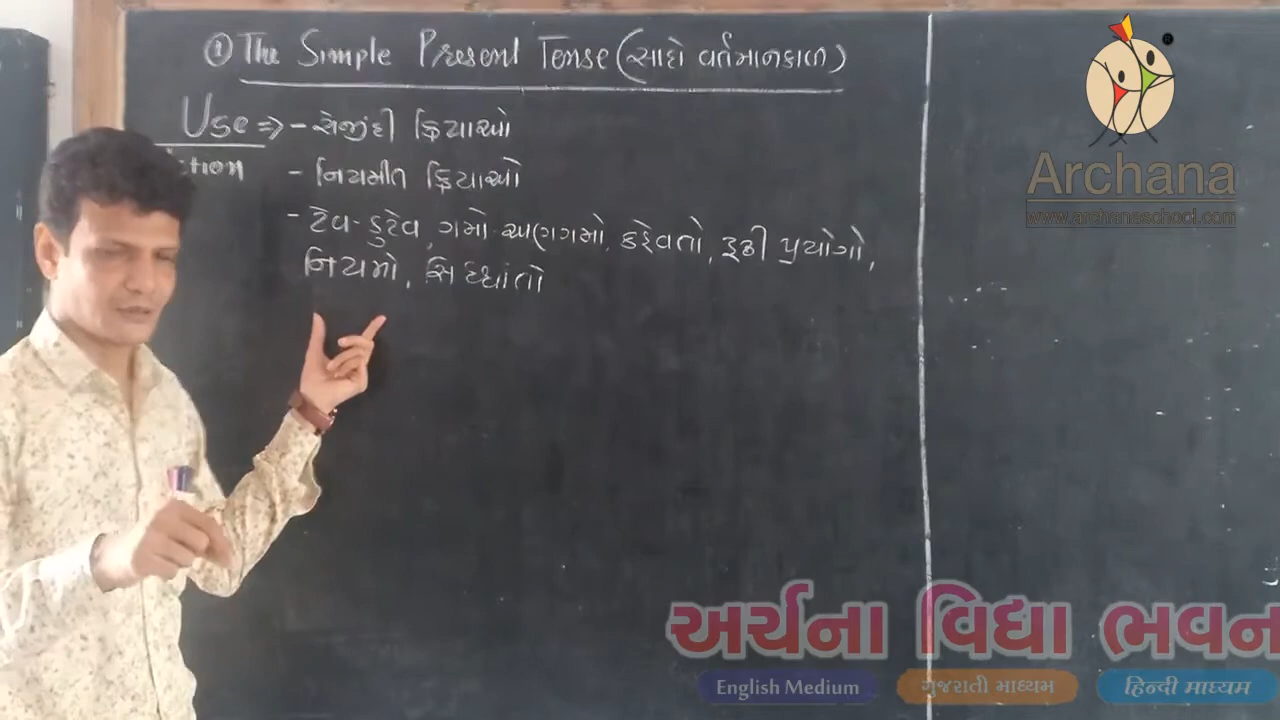 ① The Simple Present Tense (સાદો વર્તમાનકાળ)
Use ⇒ - રોજીંદી ક્રિયાઓ
ction - નિયમીત ક્રિયાઓ
- ટેવ-કુટેવ, ગમો-અણગમો, કહેવતો, રૂઢી પ્રયોગો,
નિયમો, સિધ્ધાંતો
®
Archana
www.archanaschool.com
અર્ચના વિદ્યા ભવન
English Medium
ગુજરાતી માધ્યમ
हिन्दी माध्यम